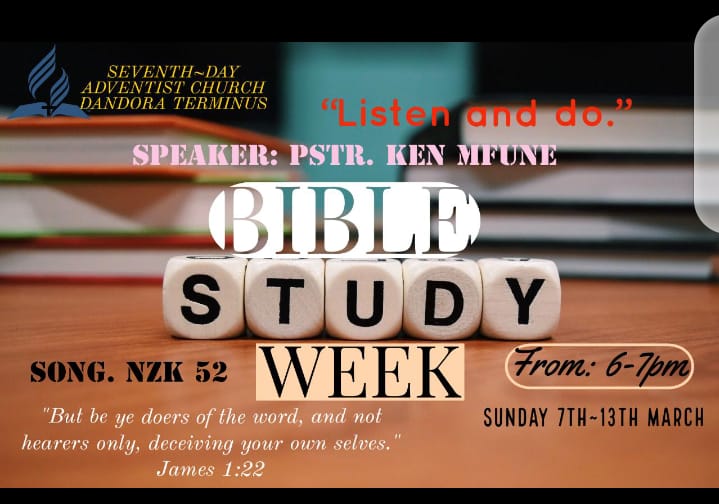 SEVENTH~DAY
ADVENTIST CHURCH
DANDORA TERMINUS
"Listen and do."
SPEAKER: PSTR. KEN MFUNE
BIBLE
STUDY
WEEK
SONG. NZK 52
From: 6-7pm
SUNDAY 7TH~13TH MARCH
"But be ye doers of the word, and not
hearers only, deceiving your own selves."
James 1:22